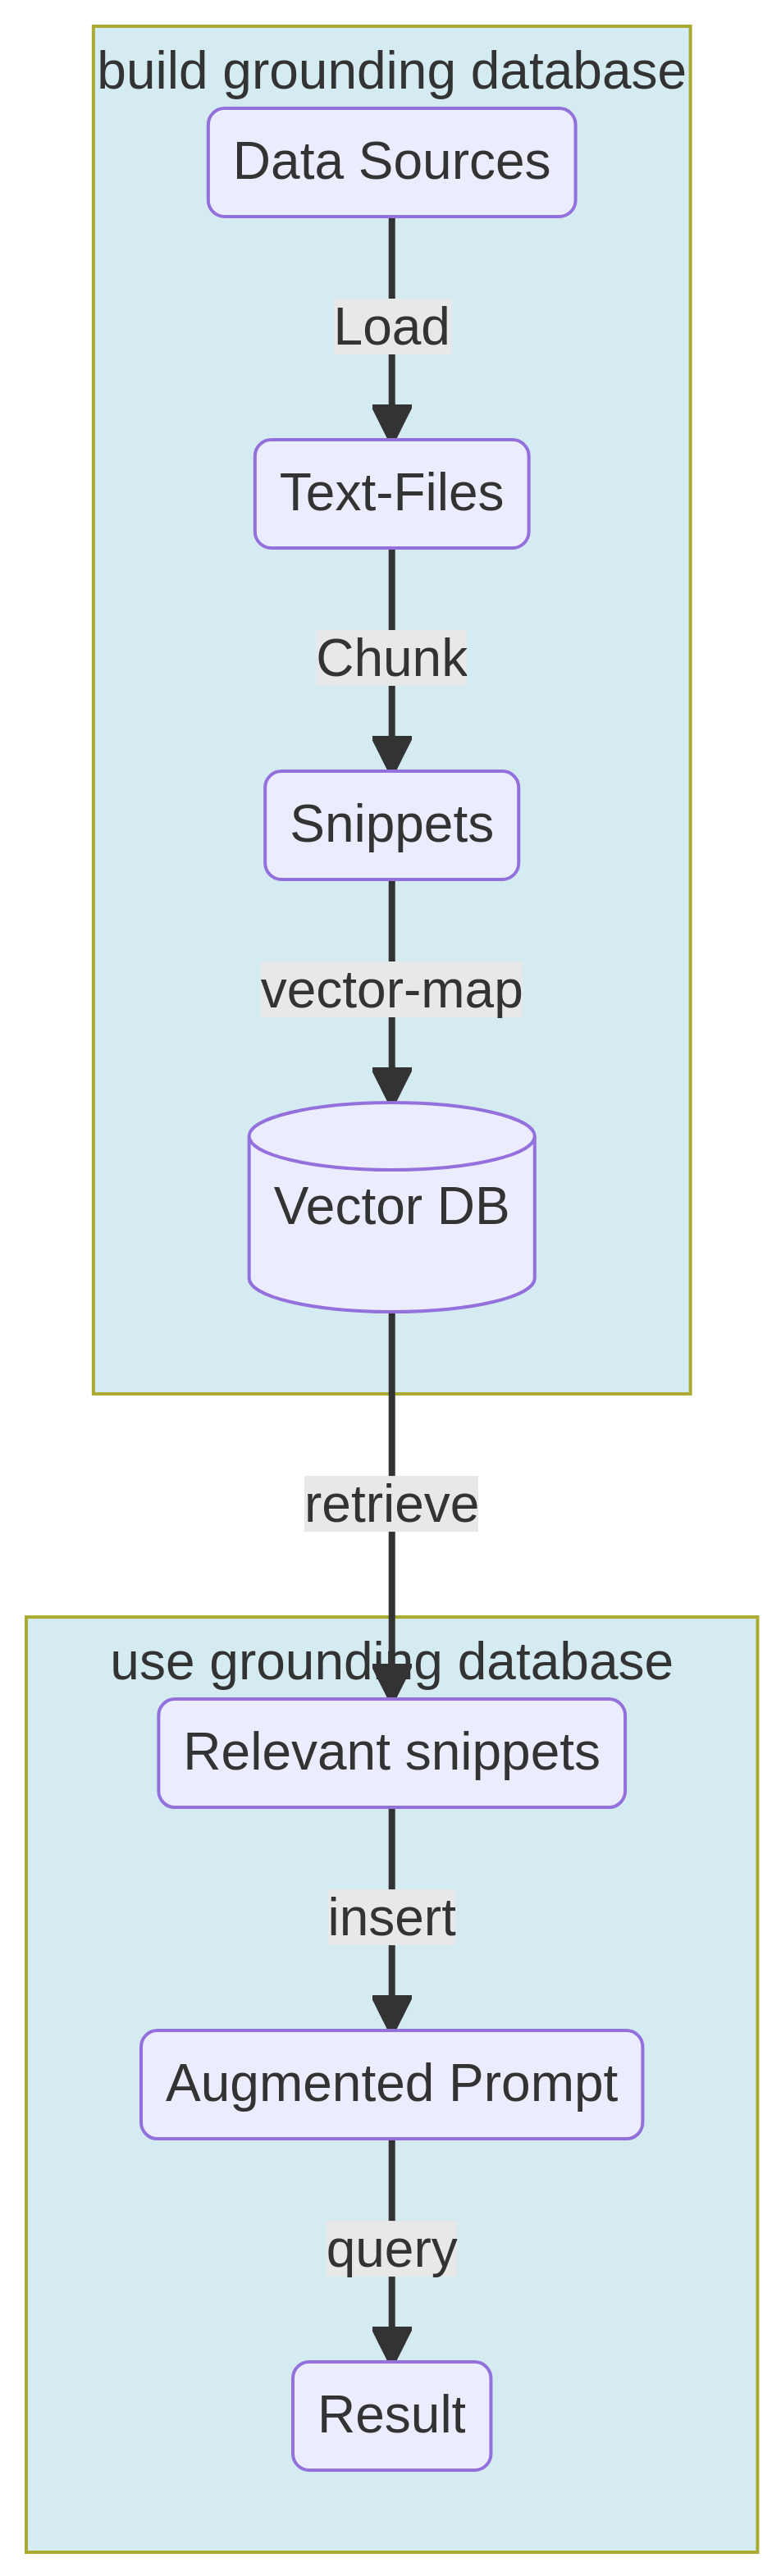 build grounding database
Data Sources
Load
Text-Files
Chunk
Snippets
vector-map
Vector DB
retrieve
use grounding database
Relevant snippets
insert
Augmented Prompt
query
Result